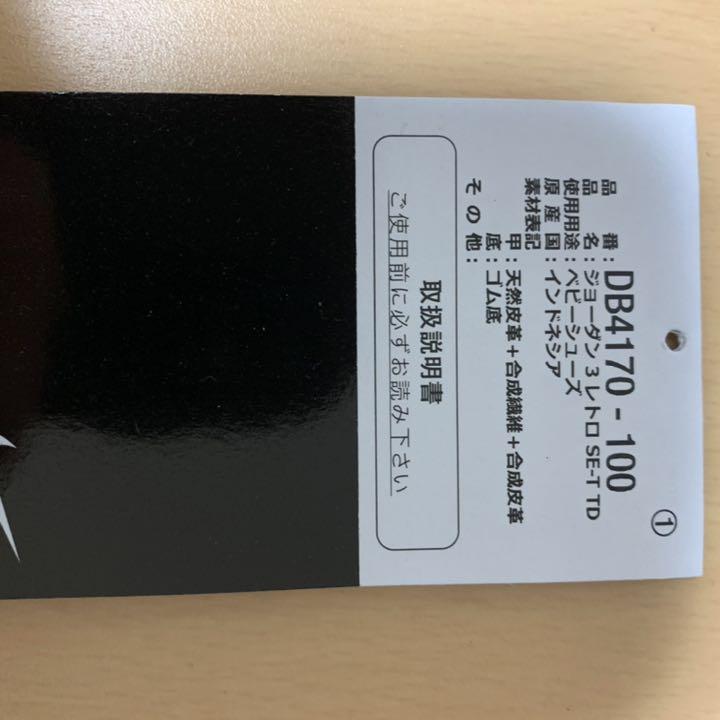 ①
品番：DB4170 - 100
品名：ジョーダン 3 レトロ SE-T TD
使用用途：ベビーシューズ
原産国：インドネシア
素材表記
甲：天然皮革＋合成繊維＋合成皮革
底：ゴム底
その他：
取扱説明書
ご使用前に必ずお読み下さい